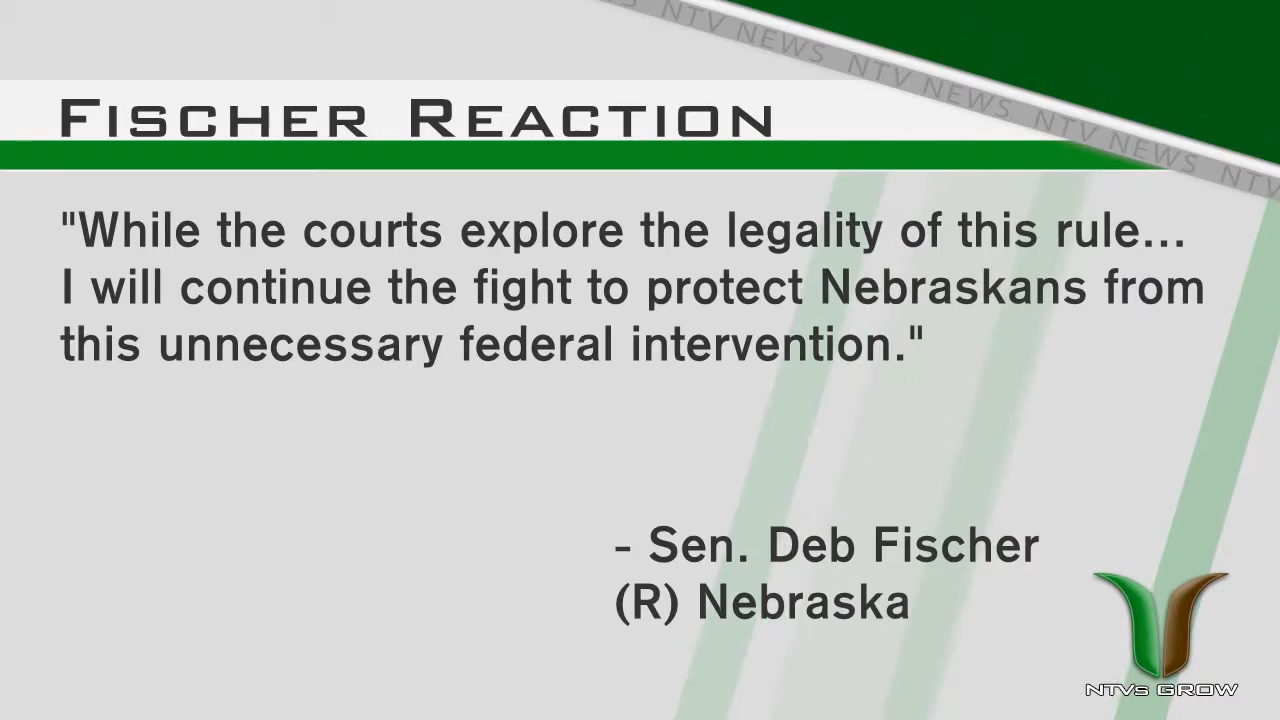 NTV NEWS NTV NEWS NTV NEWS NTV
FISCHER REACTION
"While the courts explore the legality of this rule...
I will continue the fight to protect Nebraskans from
this unnecessary federal intervention."
- Sen. Deb Fischer
(R) Nebraska
NTVs GROW